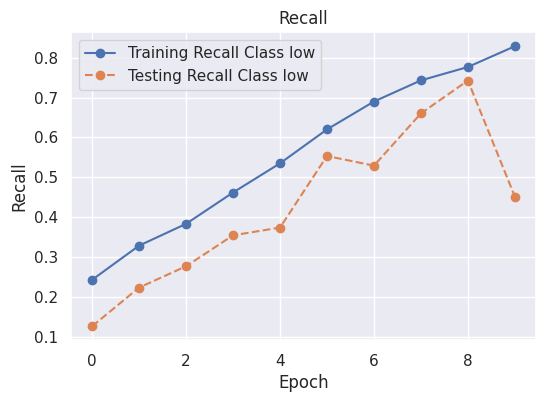 Recall
Training Recall Class low
Testing Recall Class low
Recall
0.8
0.7
0.6
0.5
0.4
0.3
0.2
0.1
0 2 4 6 8
Epoch